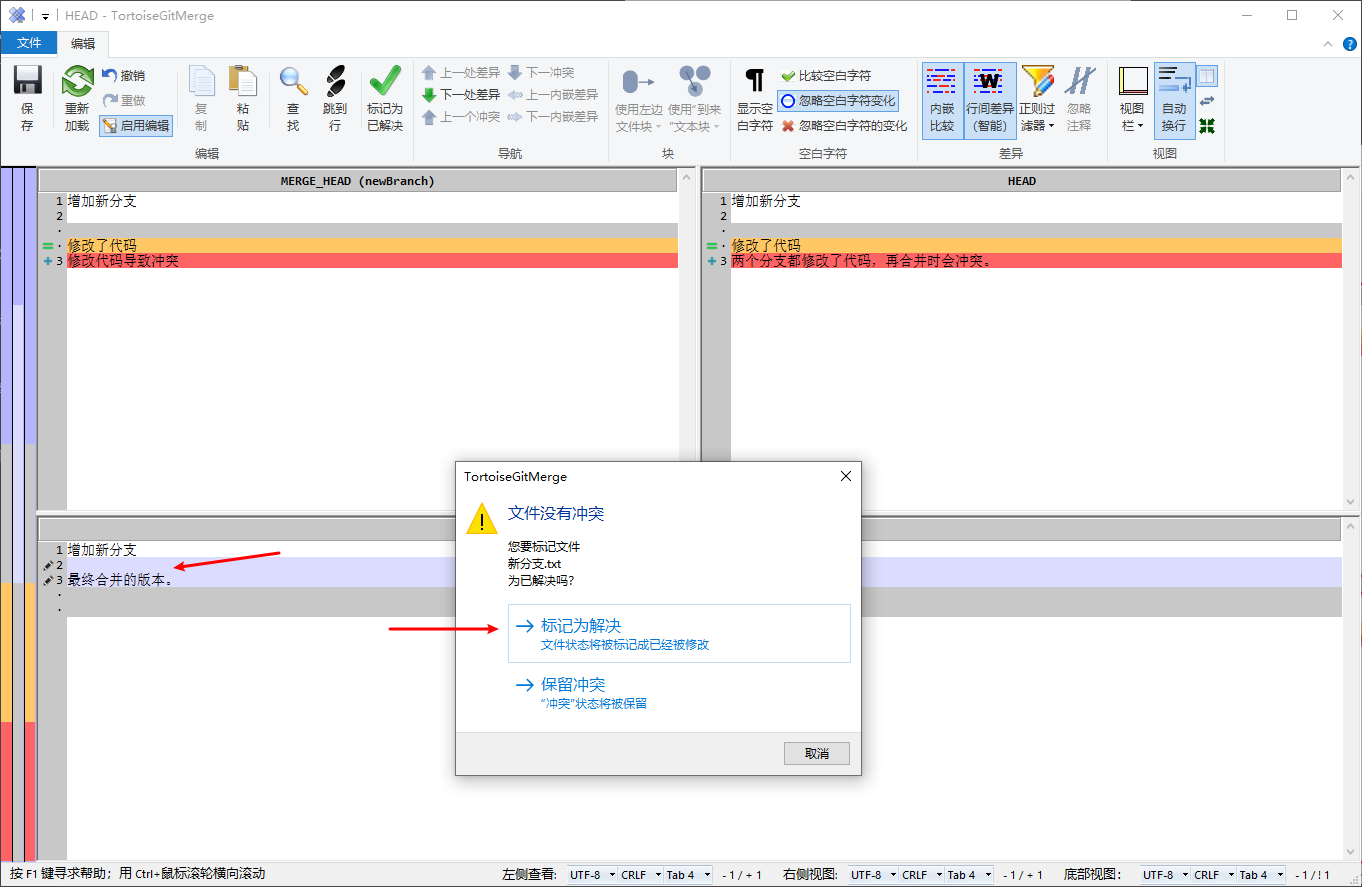 HEAD - TortoiseGitMerge
文件
编辑
保存
重新加载
撤销
重做
启用编辑
复制
粘贴
查找
跳到行
标记为已解决
编辑
上一处差异
下一冲突
下一处差异
上一内嵌差异
上一个冲突
下一内嵌差异
导航
使用左边文件块
使用“到来”文本块
块
显示空白字符
比较空白字符
忽略空白字符变化
忽略空白字符的变化
空白字符
内嵌比较
行间差异(智能)
正则过滤器
忽略注释
差异
视图栏
自动换行
视图
MERGE_HEAD (newBranch)
1 增加新分支
2
修改了代码
3 修改代码导致冲突
HEAD
1 增加新分支
2
修改了代码
3 两个分支都修改了代码，再合并时会冲突。
1 增加新分支
2
3 最终合并的版本。
TortoiseGitMerge
文件没有冲突
您要标记文件
新分支.txt
为已解决吗?
标记为解决
文件状态将被标记成已经被修改
保留冲突
“冲突”状态将被保留
取消
按 F1 键寻求帮助；用 Ctrl+鼠标滚轮横向滚动
左侧查看: UTF-8 CRLF Tab 4 - 1 / + 1
右侧视图: UTF-8 CRLF Tab 4 - 1 / + 1
底部视图: UTF-8 CRLF Tab 4 - 1 / ! 1